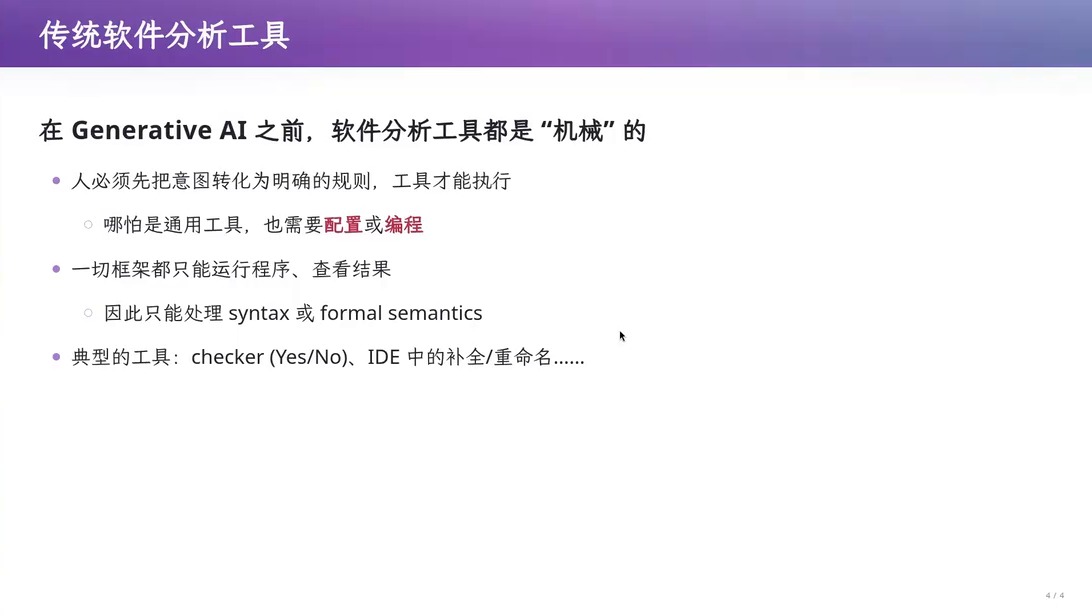 传统软件分析工具
在 Generative AI 之前，软件分析工具都是 “机械” 的
人必须先把意图转化为明确的规则，工具才能执行
哪怕是通用工具，也需要配置或编程
一切框架都只能运行程序、查看结果
因此只能处理 syntax 或 formal semantics
典型的工具：checker (Yes/No)、IDE 中的补全/重命名……
4 / 4